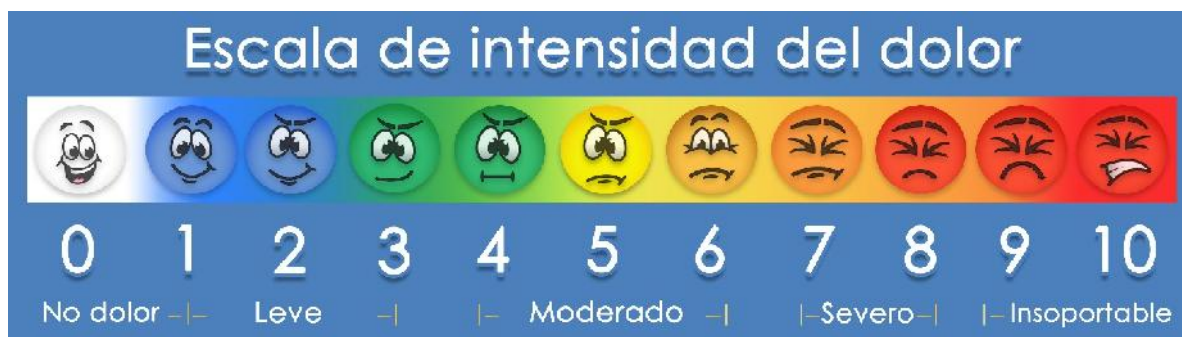 Escala de intensidad del dolor
0 1 2 3 4 5 6 7 8 9 10
No dolor Leve Moderado Severo Insoportable